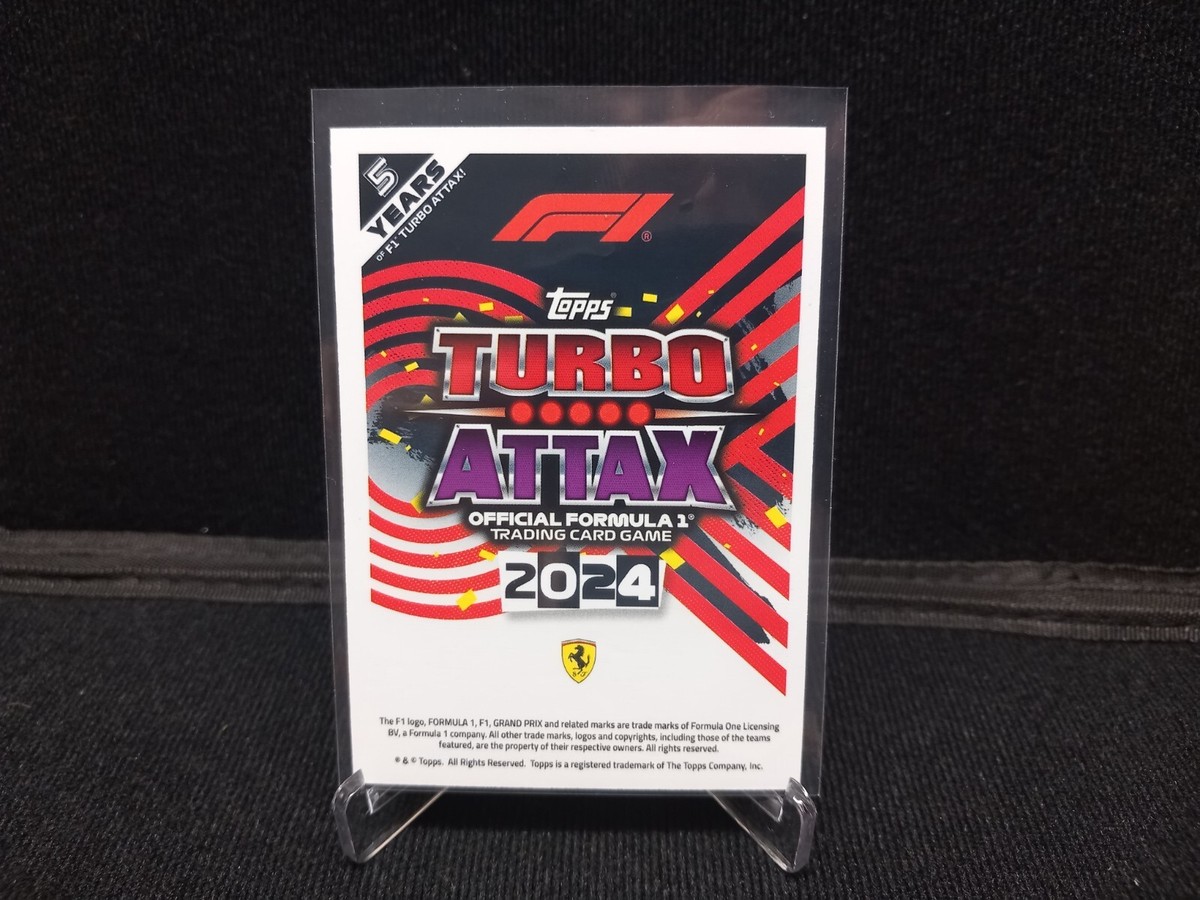 5
YEARS
OF F1® TURBO ATTAX!
F1®
Topps®
TURBO
ATTAX
OFFICIAL FORMULA 1®
TRADING CARD GAME
2024
S F
The F1 logo, FORMULA 1, F1, GRAND PRIX and related marks are trade marks of Formula One Licensing
BV, a Formula 1 company. All other trade marks, logos and copyrights, including those of the teams
featured, are the property of their respective owners. All rights reserved.
® & © Topps. All Rights Reserved. Topps is a registered trademark of The Topps Company, Inc.